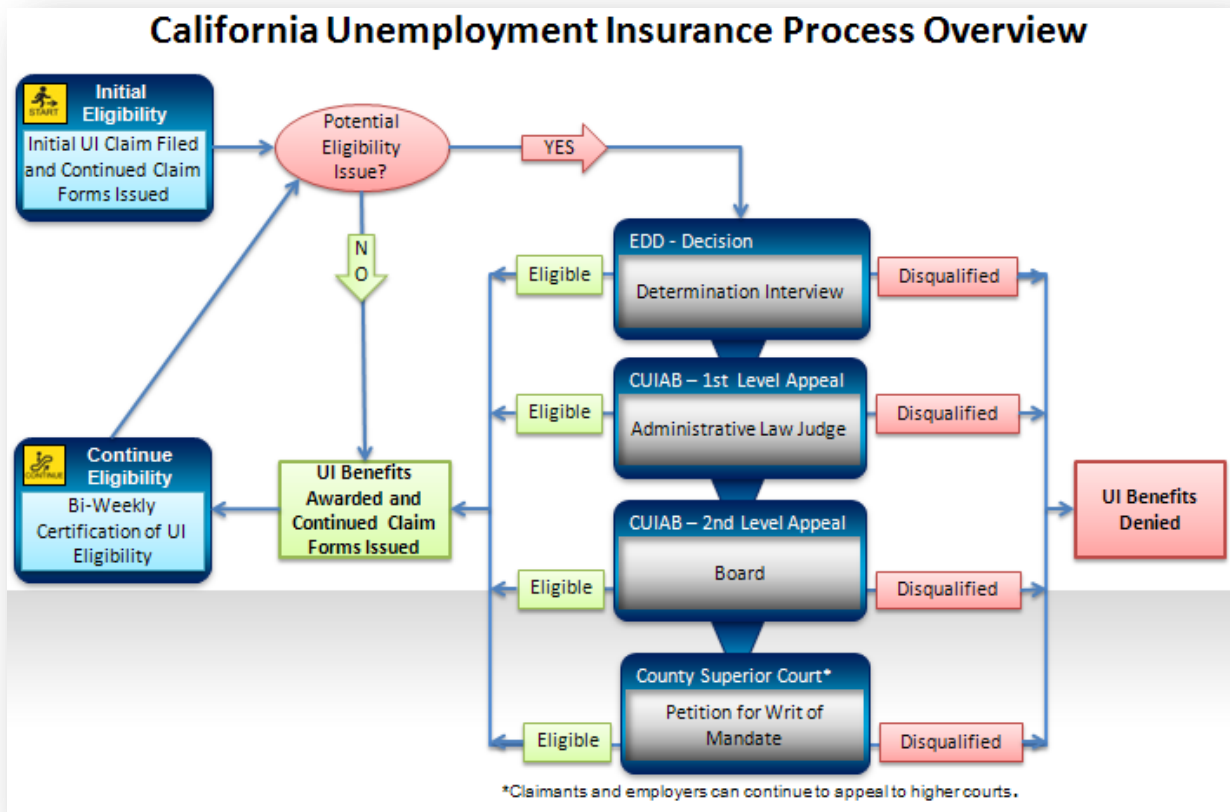 California Unemployment Insurance Process Overview
START
Initial
Eligibility
Initial UI Claim Filed
and Continued Claim
Forms Issued
Potential
Eligibility
Issue?
YES
N
O
EDD - Decision
Determination Interview
Eligible
Disqualified
CUIAB – 1st Level Appeal
Administrative Law Judge
Eligible
Disqualified
CONTINUE
Continue
Eligibility
Bi-Weekly
Certification of UI
Eligibility
UI Benefits
Awarded and
Continued Claim
Forms Issued
CUIAB – 2nd Level Appeal
Board
Eligible
Disqualified
UI Benefits
Denied
County Superior Court*
Petition for Writ of
Mandate
Eligible
Disqualified
*Claimants and employers can continue to appeal to higher courts.